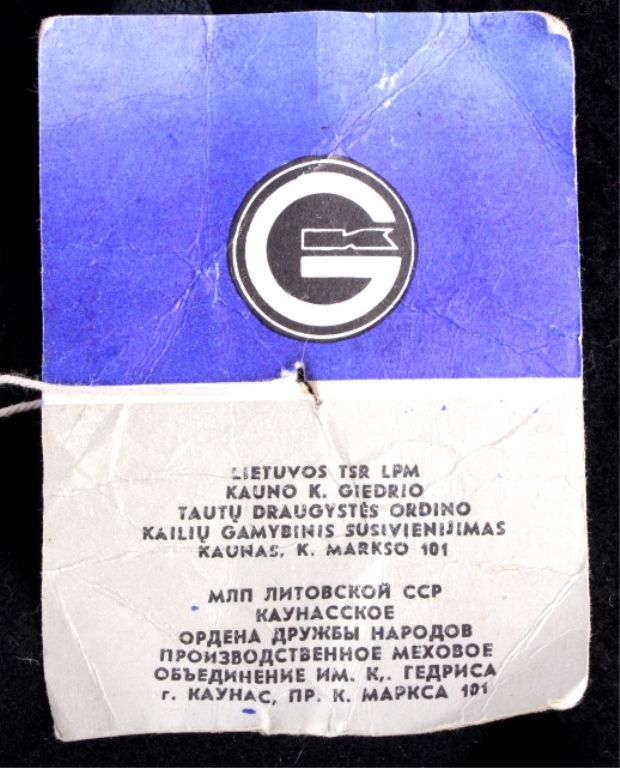 GK
LIETUVOS TSR LPM
KAUNO K. GIEDRIO
TAUTŲ DRAUGYSTĖS ORDINO
KAILIŲ GAMYBINIS SUSIVIENIJIMAS
KAUNAS, K. MARKSO 101
МЛП ЛИТОВСКОЙ ССР
КАУНАССКОЕ
ОРДЕНА ДРУЖБЫ НАРОДОВ
ПРОИЗВОДСТВЕННОЕ МЕХОВОЕ
ОБЪЕДИНЕНИЕ ИМ. К,. ГЕДРИСА
г. КАУНАС, ПР. К. МАРКСА 101